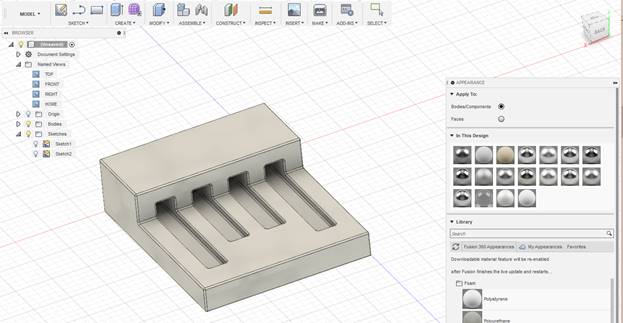 MODEL
SKETCH
CREATE
MODIFY
ASSEMBLE
CONSTRUCT
INSPECT
INSERT
MAKE
ADD-INS
SELECT
BROWSER
(Unsaved)
Document Settings
Named Views
TOP
FRONT
RIGHT
HOME
Origin
Bodies
Sketches
Sketch1
Sketch2
BACK
APPEARANCE
Apply To:
Bodies/Components
Faces
In This Design
Library
Search
Fusion 360 Appearances My Appearances Favorites
Downloadable material feature will be re-enabled
after Fusion finishes the live update and restarts...
Foam
Polystyrene
Polyurethane